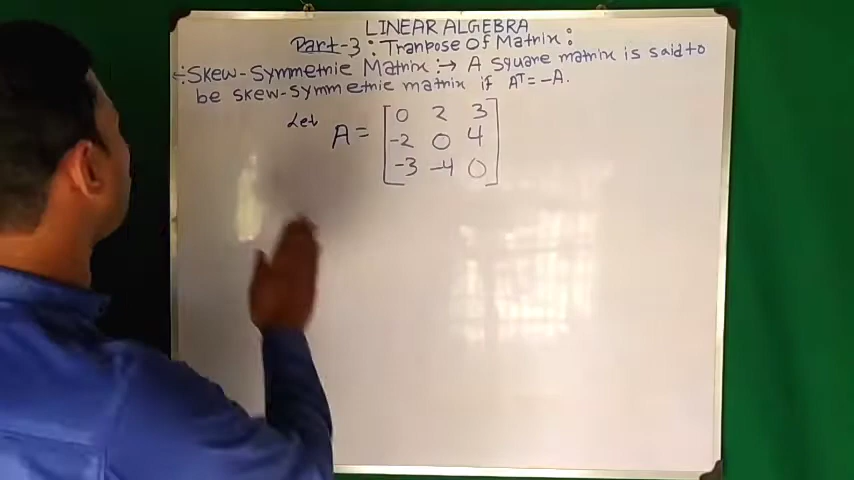 LINEAR ALGEBRA
Part-3 : Tranpose Of Matrix :
Skew-Symmetric Matrix :→ A square matrix is said to
be skew-symmetric matrix if Aᵀ = -A.
Let A = [0 2 3
-2 0 4
-3 -4 0]